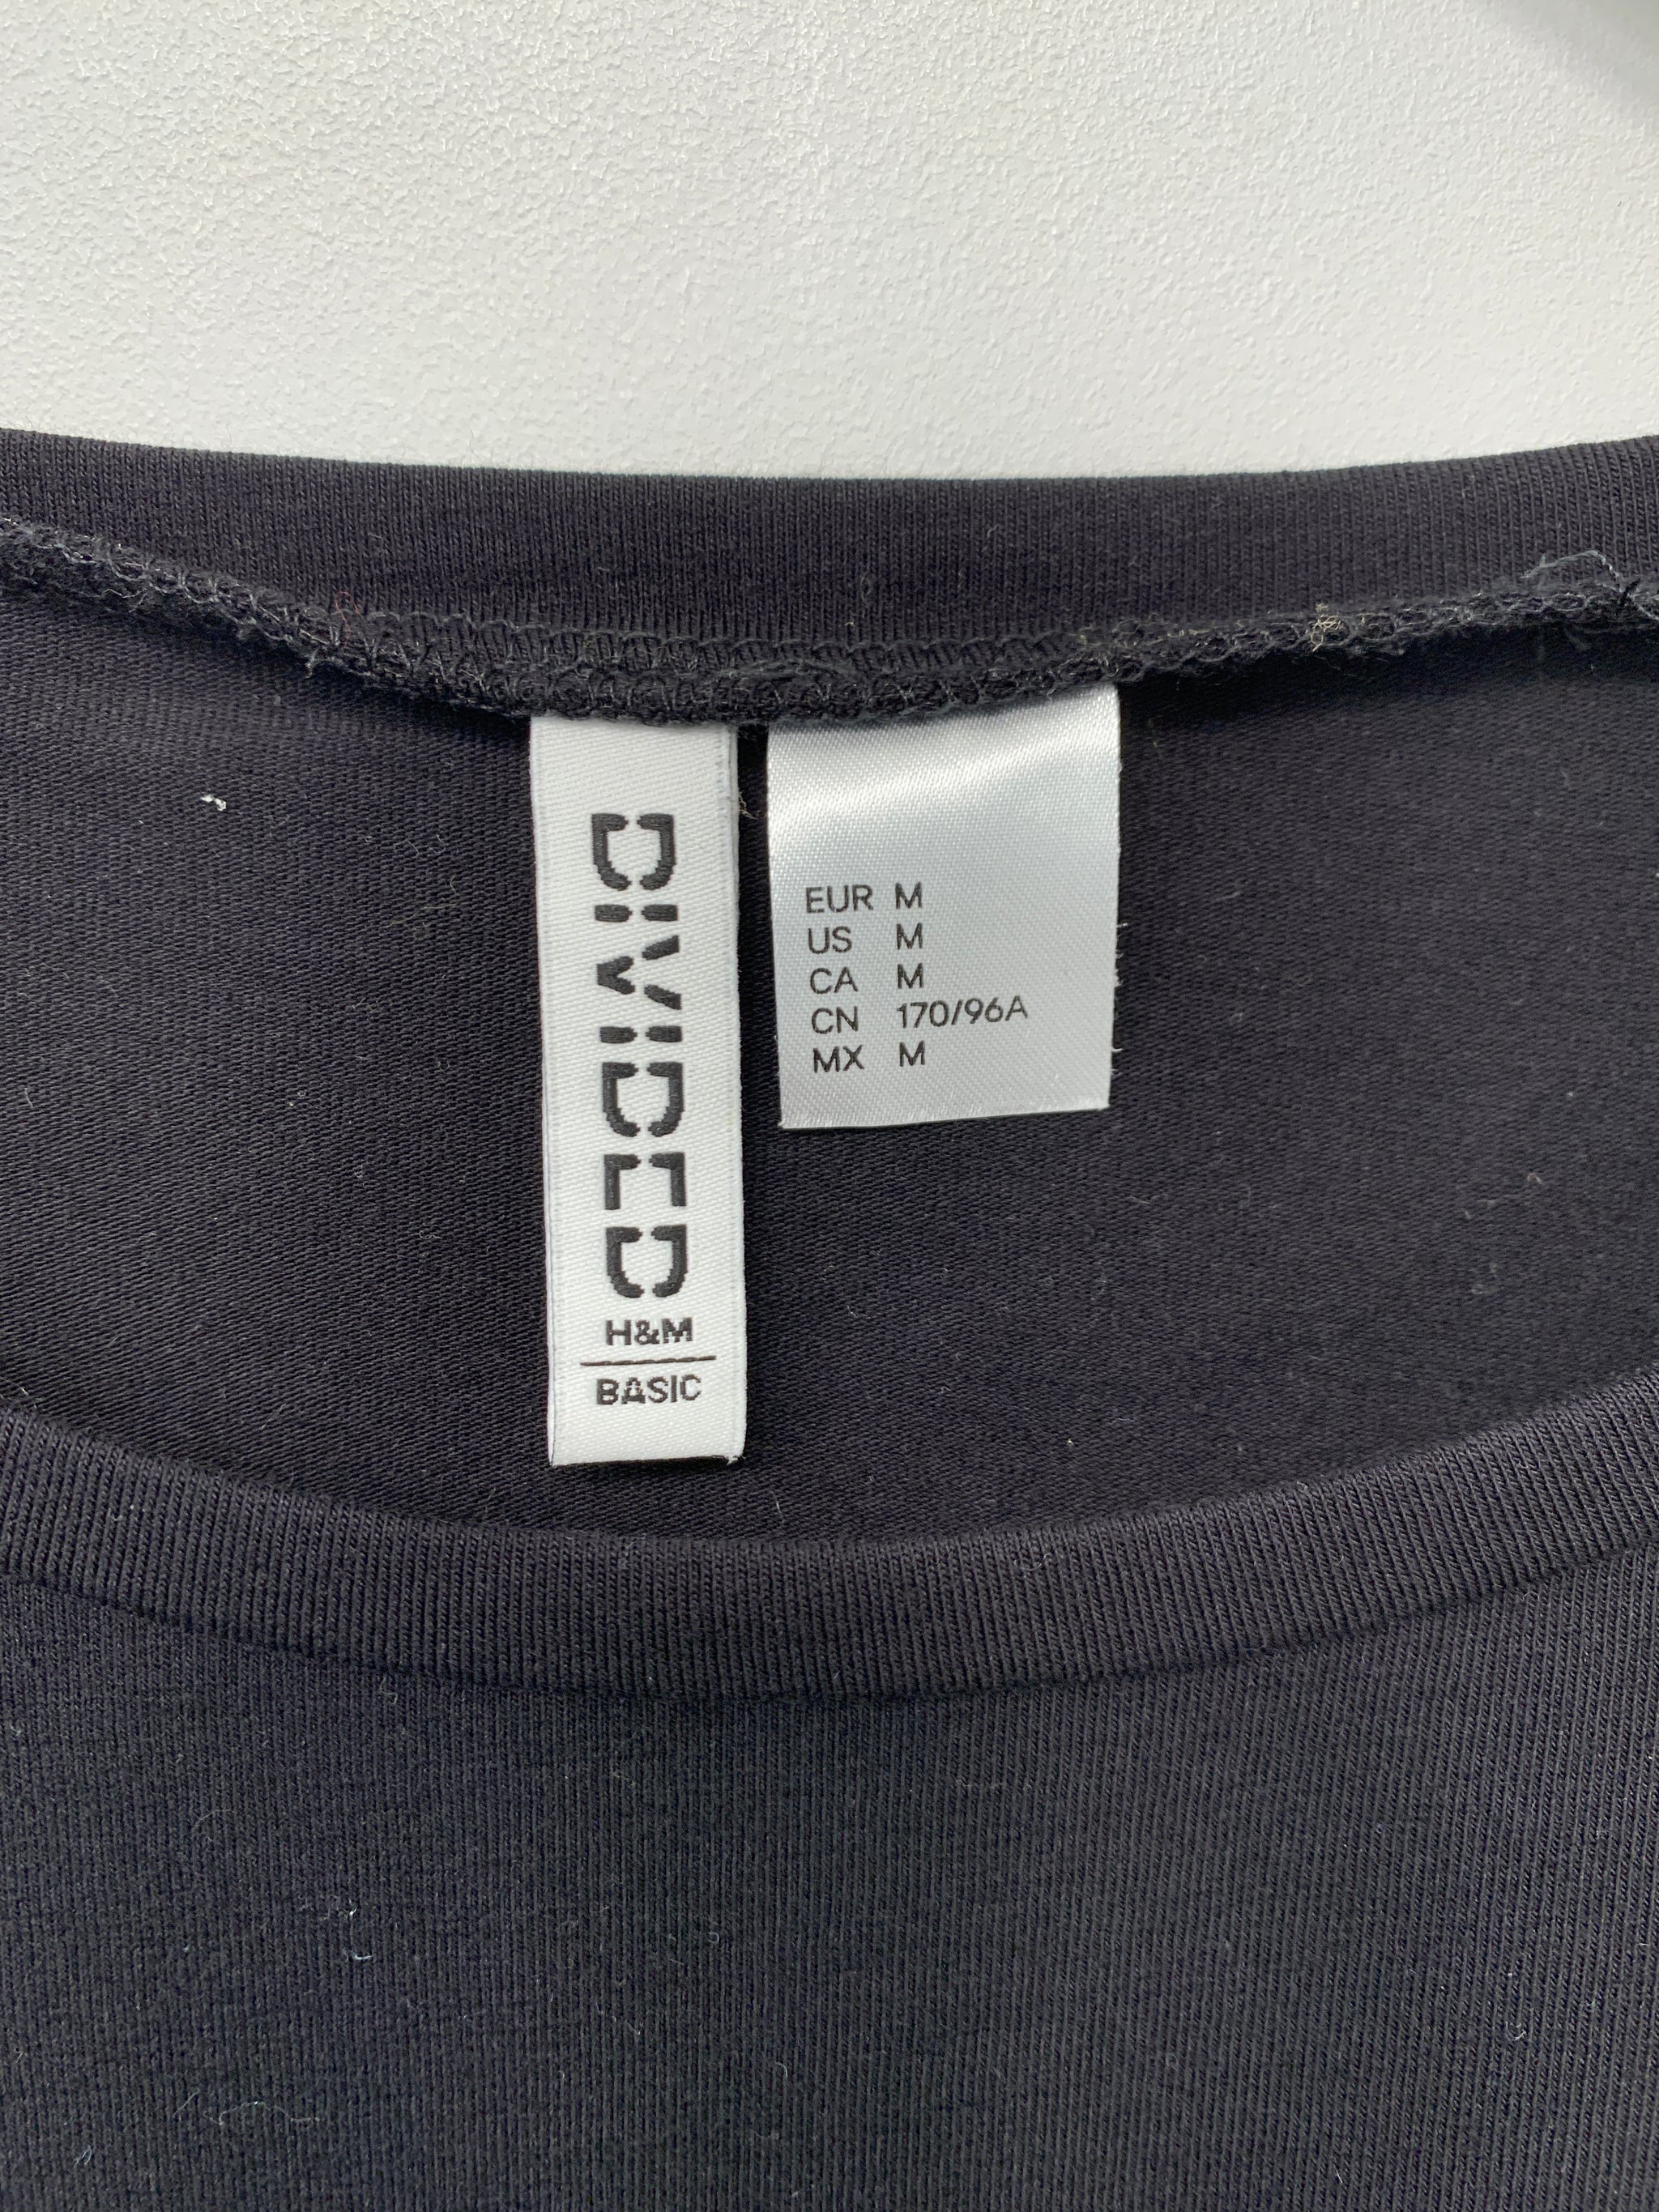 DIVIDED
H&M
BASIC
EUR M
US M
CA M
CN 170/96A
MX M